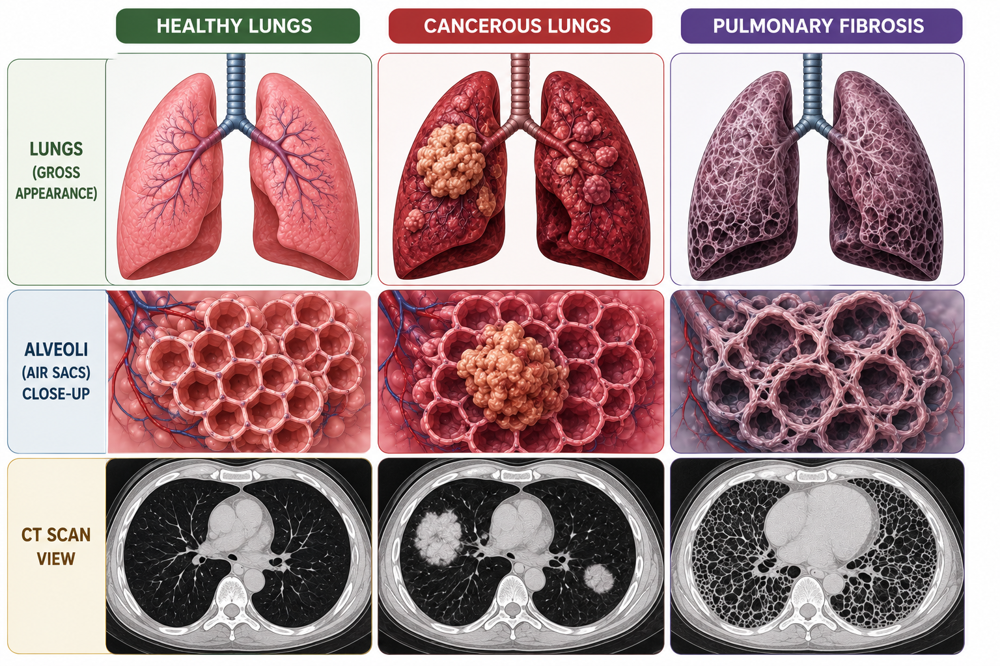 HEALTHY LUNGS
CANCEROUS LUNGS
PULMONARY FIBROSIS
LUNGS
(GROSS
APPEARANCE)
ALVEOLI
(AIR SACS)
CLOSE-UP
CT SCAN
VIEW